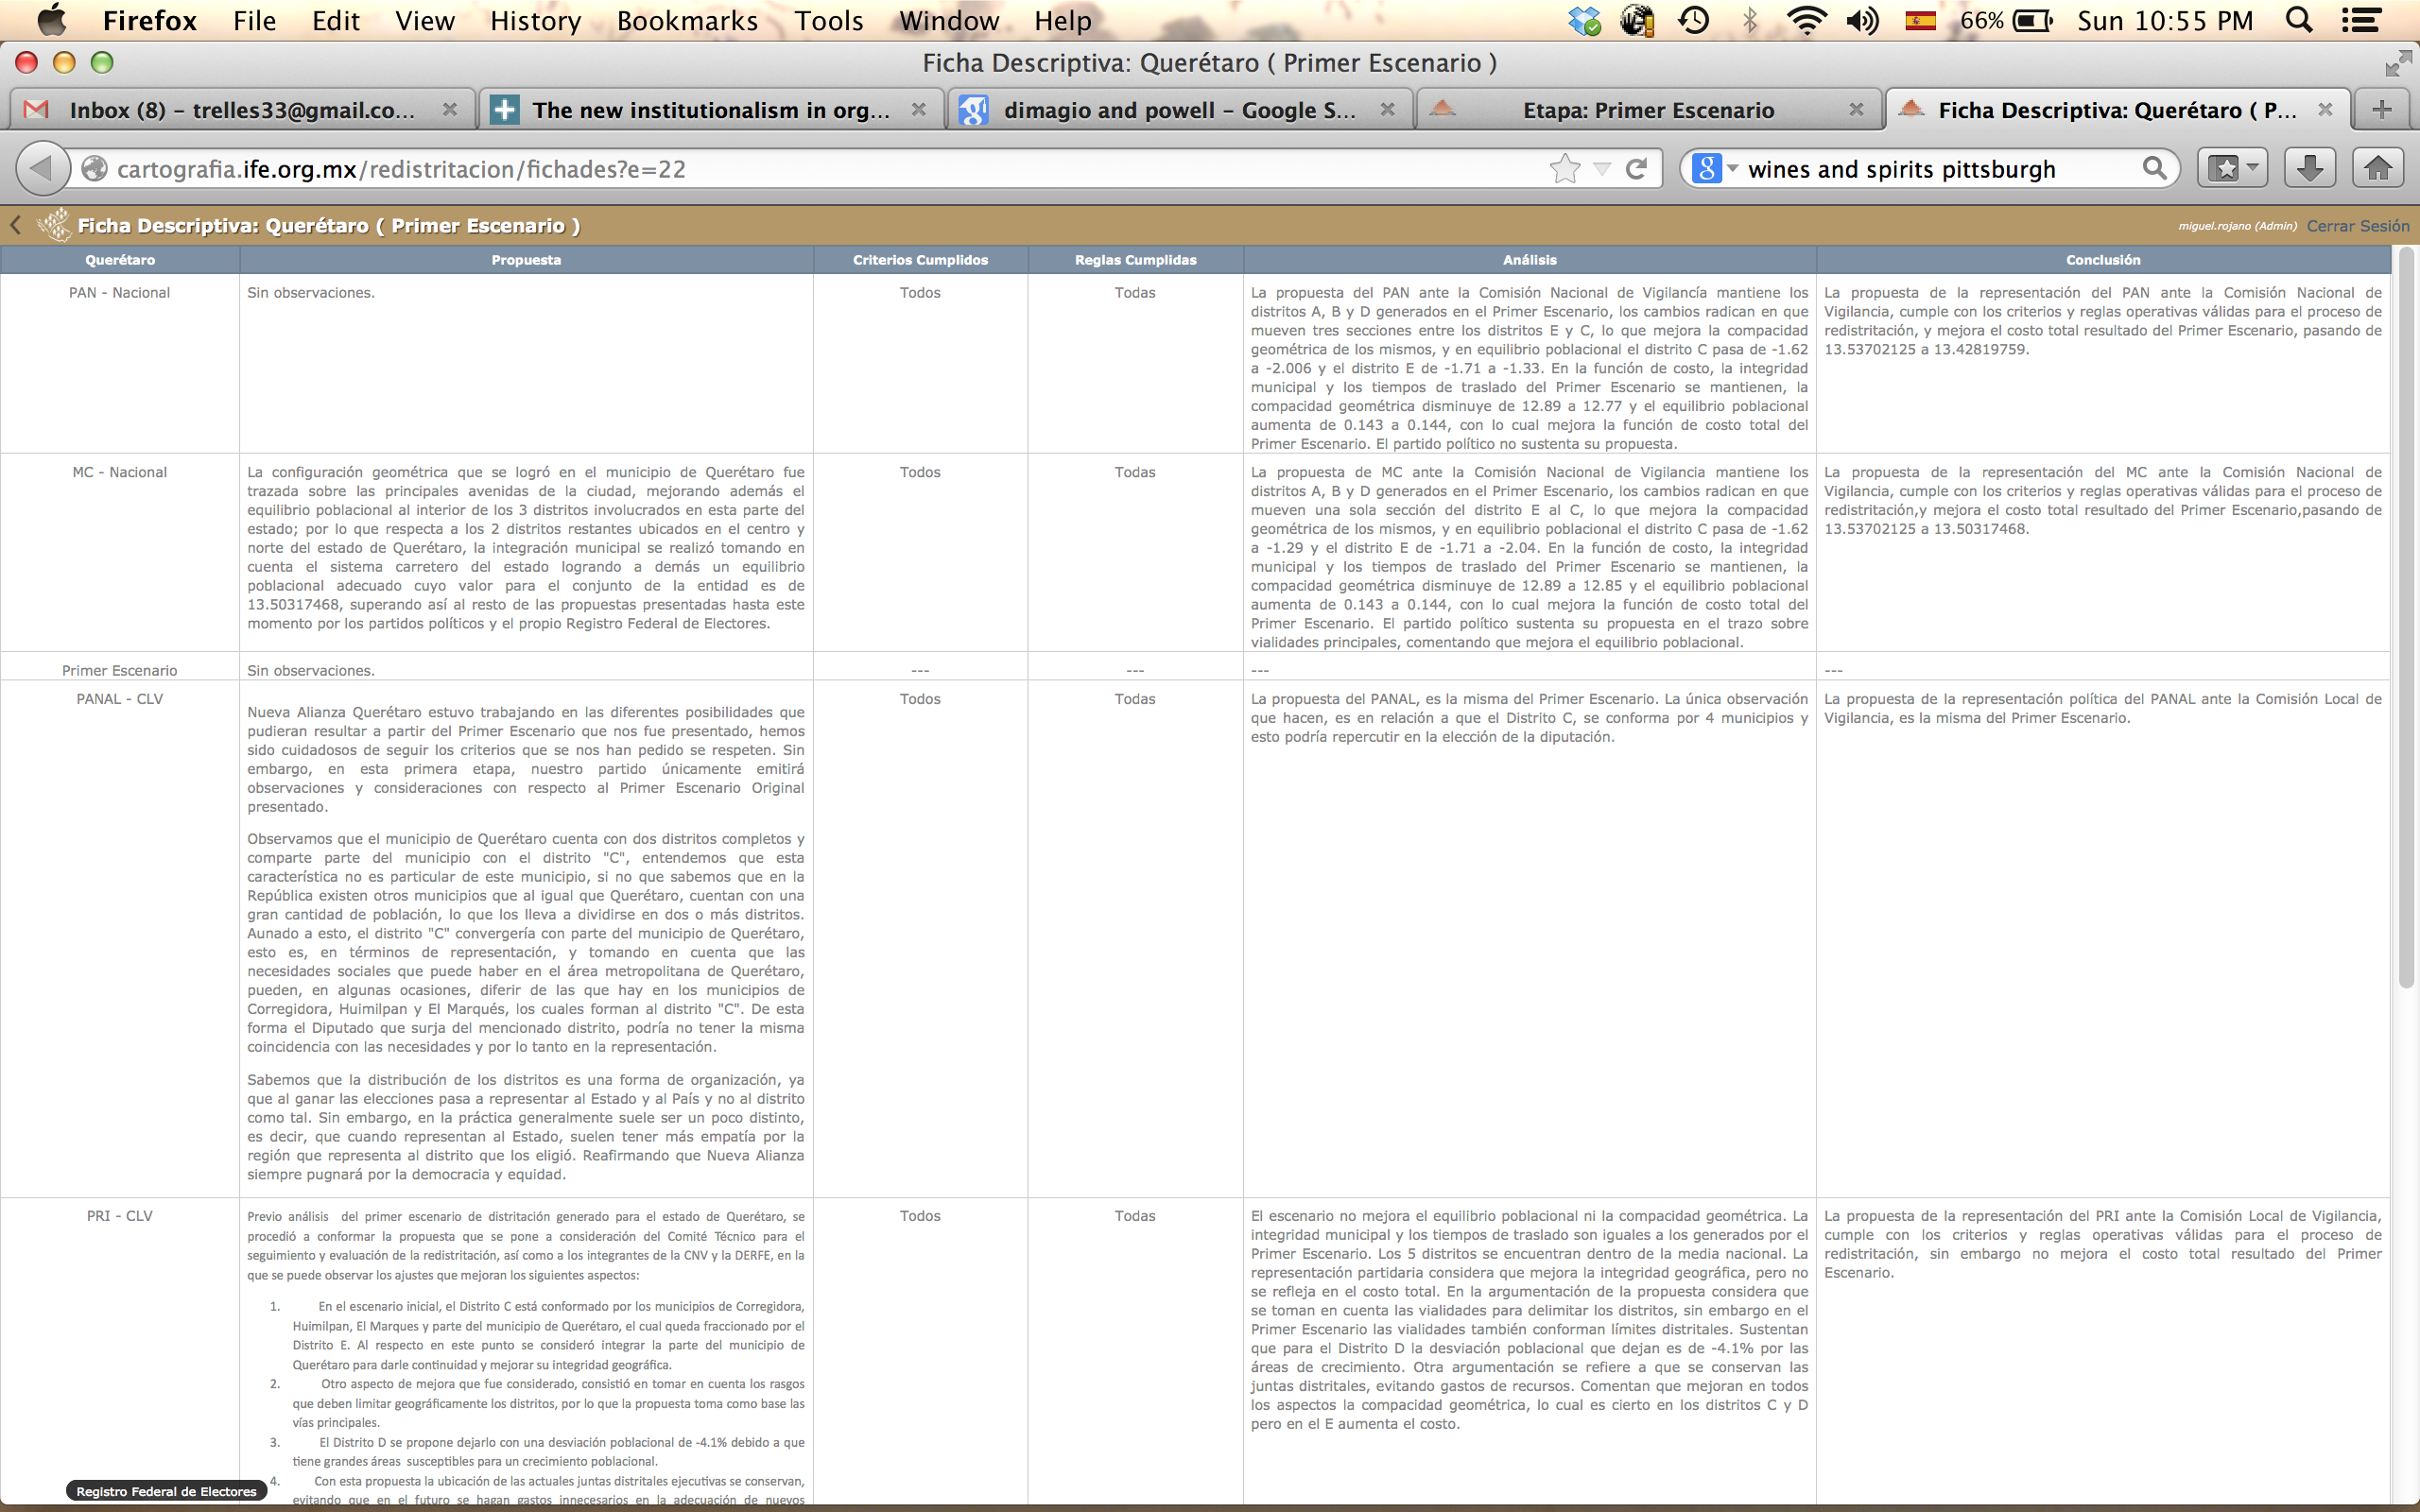 Firefox File Edit View History Bookmarks Tools Window Help 66% Sun 10:55 PM
Ficha Descriptiva: Querétaro ( Primer Escenario )
Inbox (8) – trelles33@gmail.co... The new institutionalism in org... dimagio and powell – Google S... Etapa: Primer Escenario Ficha Descriptiva: Querétaro ( P...
cartografia.ife.org.mx/redistritacion/fichades?e=22 wines and spirits pittsburgh
Ficha Descriptiva: Querétaro ( Primer Escenario ) miguel.rojano (Admin) Cerrar Sesión
Querétaro Propuesta Criterios Cumplidos Reglas Cumplidas Análisis Conclusión
PAN - Nacional
Sin observaciones.
Todos
Todas
La propuesta del PAN ante la Comisión Nacional de Vigilancía mantiene los
distritos A, B y D generados en el Primer Escenario, los cambios radican en que
mueven tres secciones entre los distritos E y C, lo que mejora la compacidad
geométrica de los mismos, y en equilibrio poblacional el distrito C pasa de -1.62
a -2.006 y el distrito E de -1.71 a -1.33. En la función de costo, la integridad
municipal y los tiempos de traslado del Primer Escenario se mantienen, la
compacidad geométrica disminuye de 12.89 a 12.77 y el equilibrio poblacional
aumenta de 0.143 a 0.144, con lo cual mejora la función de costo total del
Primer Escenario. El partido político no sustenta su propuesta.
La propuesta de la representación del PAN ante la Comisión Nacional de
Vigilancia, cumple con los criterios y reglas operativas válidas para el proceso de
redistritación, y mejora el costo total resultado del Primer Escenario, pasando de
13.53702125 a 13.42819759.
MC - Nacional
La configuración geométrica que se logró en el municipio de Querétaro fue
trazada sobre las principales avenidas de la ciudad, mejorando además el
equilibrio poblacional al interior de los 3 distritos involucrados en esta parte del
estado; por lo que respecta a los 2 distritos restantes ubicados en el centro y
norte del estado de Querétaro, la integración municipal se realizó tomando en
cuenta el sistema carretero del estado logrando a demás un equilibrio
poblacional adecuado cuyo valor para el conjunto de la entidad es de
13.50317468, superando así al resto de las propuestas presentadas hasta este
momento por los partidos políticos y el propio Registro Federal de Electores.
Todos
Todas
La propuesta de MC ante la Comisión Nacional de Vigilancia mantiene los
distritos A, B y D generados en el Primer Escenario, los cambios radican en que
mueven una sola sección del distrito E al C, lo que mejora la compacidad
geométrica de los mismos, y en equilibrio poblacional el distrito C pasa de -1.62
a -1.29 y el distrito E de -1.71 a -2.04. En la función de costo, la integridad
municipal y los tiempos de traslado del Primer Escenario se mantienen, la
compacidad geométrica disminuye de 12.89 a 12.85 y el equilibrio poblacional
aumenta de 0.143 a 0.144, con lo cual mejora la función de costo total del
Primer Escenario. El partido político sustenta su propuesta en el trazo sobre
vialidades principales, comentando que mejora el equilibrio poblacional.
La propuesta de la representación del MC ante la Comisión Nacional de
Vigilancia, cumple con los criterios y reglas operativas válidas para el proceso de
redistritación,y mejora el costo total resultado del Primer Escenario,pasando de
13.53702125 a 13.50317468.
Primer Escenario
Sin observaciones.
---
---
---
---
PANAL - CLV
Nueva Alianza Querétaro estuvo trabajando en las diferentes posibilidades que
pudieran resultar a partir del Primer Escenario que nos fue presentado, hemos
sido cuidadosos de seguir los criterios que se nos han pedido se respeten. Sin
embargo, en esta primera etapa, nuestro partido únicamente emitirá
observaciones y consideraciones con respecto al Primer Escenario Original
presentado.
Observamos que el municipio de Querétaro cuenta con dos distritos completos y
comparte parte del municipio con el distrito "C", entendemos que esta
característica no es particular de este municipio, si no que sabemos que en la
República existen otros municipios que al igual que Querétaro, cuentan con una
gran cantidad de población, lo que los lleva a dividirse en dos o más distritos.
Aunado a esto, el distrito "C" convergería con parte del municipio de Querétaro,
esto es, en términos de representación, y tomando en cuenta que las
necesidades sociales que puede haber en el área metropolitana de Querétaro,
pueden, en algunas ocasiones, diferir de las que hay en los municipios de
Corregidora, Huimilpan y El Marqués, los cuales forman al distrito "C". De esta
forma el Diputado que surja del mencionado distrito, podría no tener la misma
coincidencia con las necesidades y por lo tanto en la representación.
Sabemos que la distribución de los distritos es una forma de organización, ya
que al ganar las elecciones pasa a representar al Estado y al País y no al distrito
como tal. Sin embargo, en la práctica generalmente suele ser un poco distinto,
es decir, que cuando representan al Estado, suelen tener más empatía por la
región que representa al distrito que los eligió. Reafirmando que Nueva Alianza
siempre pugnará por la democracia y equidad.
Todos
Todas
La propuesta del PANAL, es la misma del Primer Escenario. La única observación
que hacen, es en relación a que el Distrito C, se conforma por 4 municipios y
esto podría repercutir en la elección de la diputación.
La propuesta de la representación política del PANAL ante la Comisión Local de
Vigilancia, es la misma del Primer Escenario.
PRI - CLV
Previo análisis del primer escenario de distritación generado para el estado de Querétaro, se
procedió a conformar la propuesta que se pone a consideración del Comité Técnico para el
seguimiento y evaluación de la redistritación, así como a los integrantes de la CNV y la DERFE, en la
que se puede observar los ajustes que mejoran los siguientes aspectos:
1. En el escenario inicial, el Distrito C está conformado por los municipios de Corregidora,
Huimilpan, El Marques y parte del municipio de Querétaro, el cual queda fraccionado por el
Distrito E. Al respecto en este punto se consideró integrar la parte del municipio de
Querétaro para darle continuidad y mejorar su integridad geográfica.
2. Otro aspecto de mejora que fue considerado, consistió en tomar en cuenta los rasgos
que deben limitar geográficamente los distritos, por lo que la propuesta toma como base las
vías principales.
3. El Distrito D se propone dejarlo con una desviación poblacional de -4.1% debido a que
tiene grandes áreas susceptibles para un crecimiento poblacional.
4. Con esta propuesta la ubicación de las actuales juntas distritales ejecutivas se conservan,
evitando que en el futuro se hagan gastos innecesarios en la adecuación de nuevos
Todos
Todas
El escenario no mejora el equilibrio poblacional ni la compacidad geométrica. La
integridad municipal y los tiempos de traslado son iguales a los generados por el
Primer Escenario. Los 5 distritos se encuentran dentro de la media nacional. La
representación partidaria considera que mejora la integridad geográfica, pero no
se refleja en el costo total. En la argumentación de la propuesta considera que
se toman en cuenta las vialidades para delimitar los distritos, sin embargo en el
Primer Escenario las vialidades también conforman límites distritales. Sustentan
que para el Distrito D la desviación poblacional que dejan es de -4.1% por las
áreas de crecimiento. Otra argumentación se refiere a que se conservan las
juntas distritales, evitando gastos de recursos. Comentan que mejoran en todos
los aspectos la compacidad geométrica, lo cual es cierto en los distritos C y D
pero en el E aumenta el costo.
La propuesta de la representación del PRI ante la Comisión Local de Vigilancia,
cumple con los criterios y reglas operativas válidas para el proceso de
redistritación, sin embargo no mejora el costo total resultado del Primer
Escenario.
Registro Federal de Electores